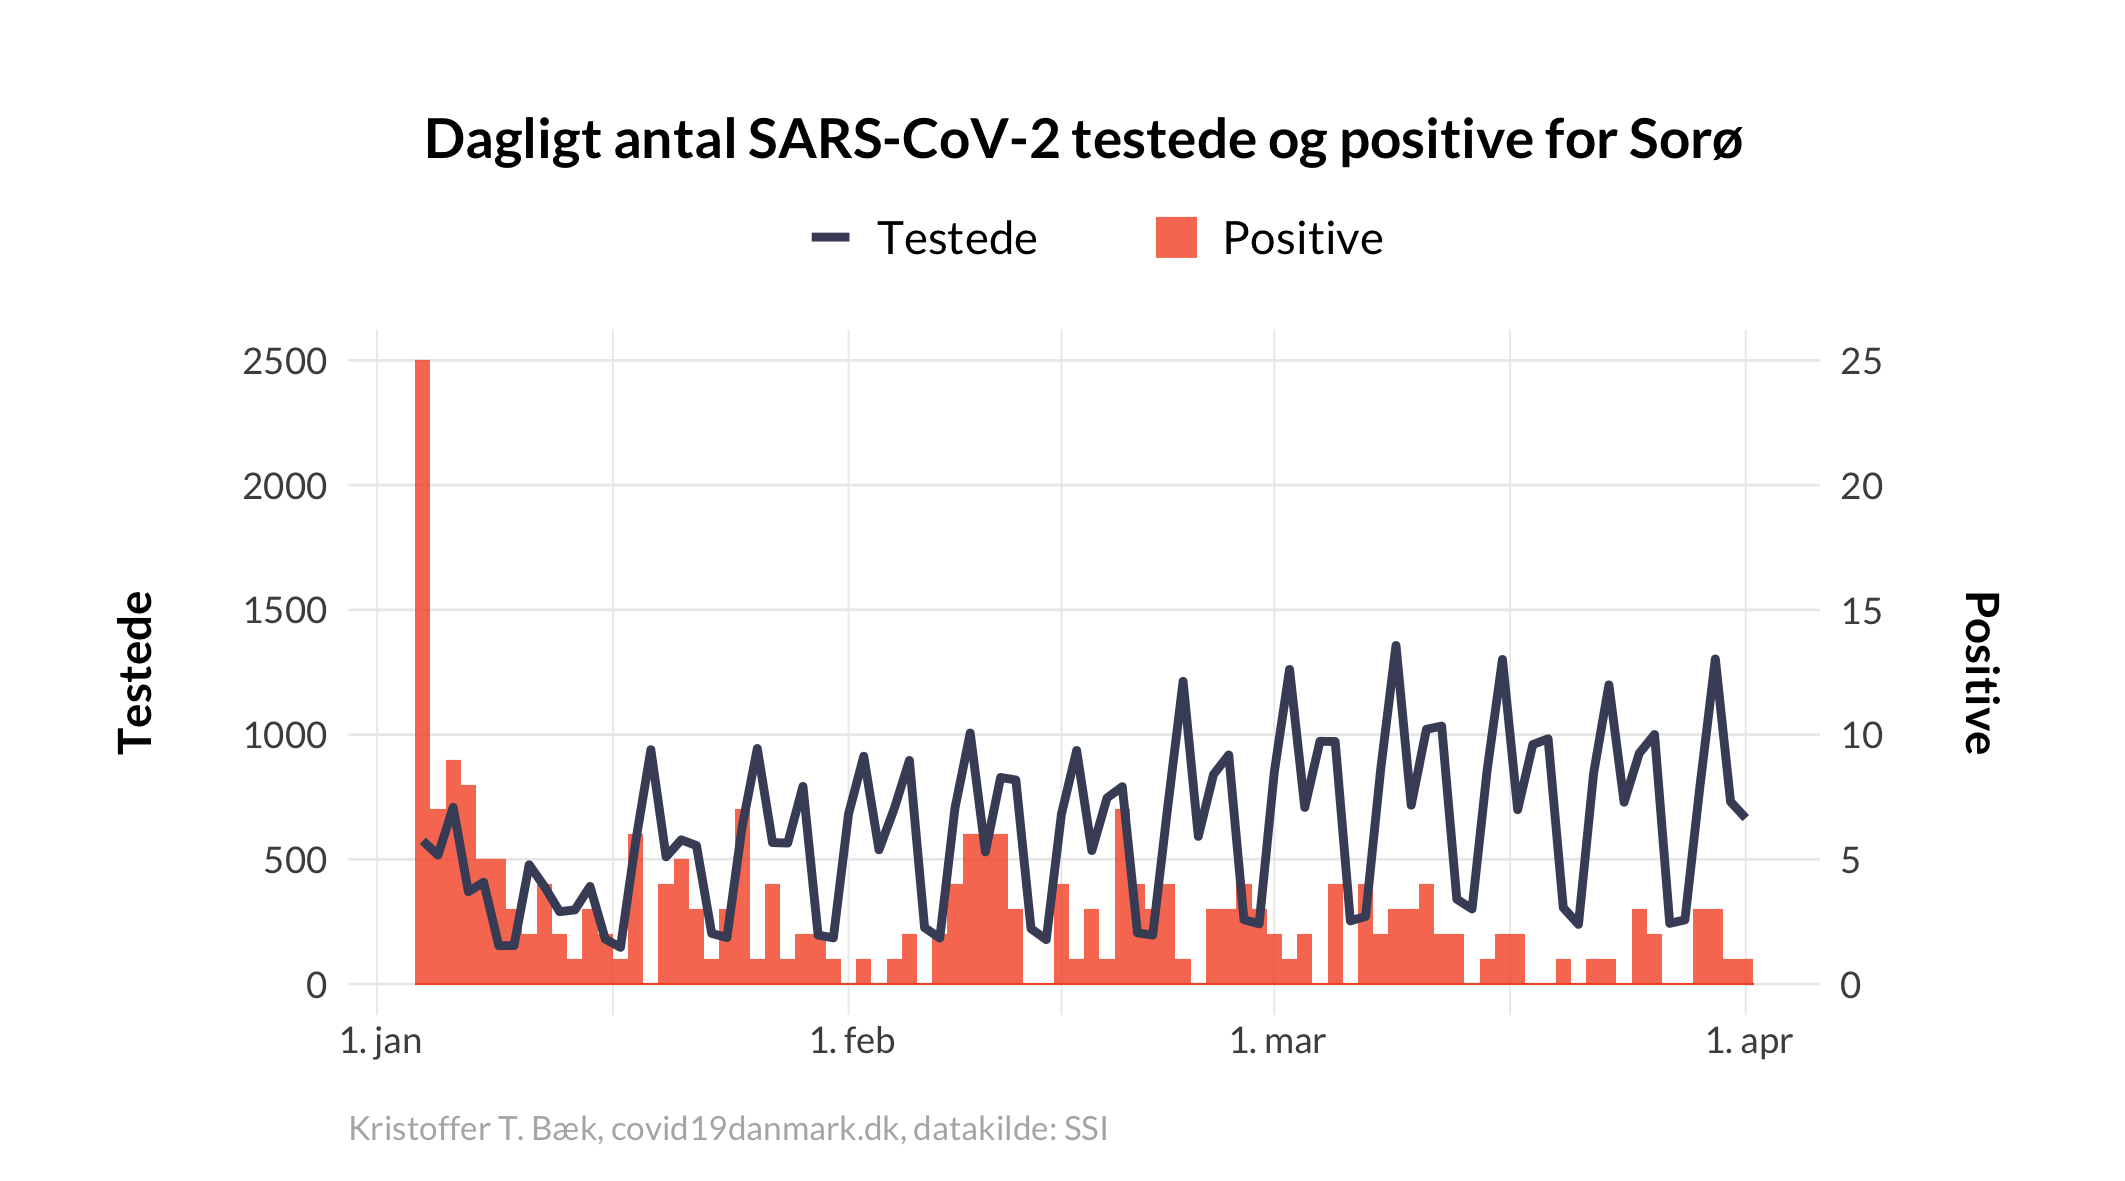 Dagligt antal SARS-CoV-2 testede og positive for Sorø
Testede
Positive
2500
2000
1500
1000
500
0
Testede
25
20
15
10
5
0
Positive
1. jan
1. feb
1. mar
1. apr
Kristoffer T. Bæk, covid19danmark.dk, datakilde: SSI